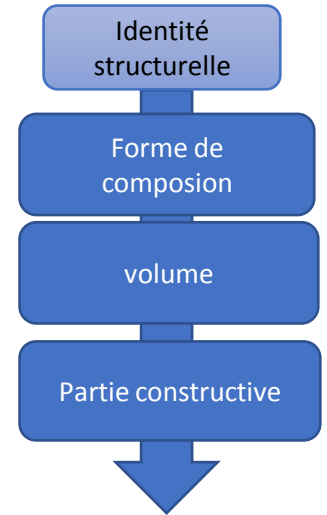 Identité
structurelle
Forme de
composion
volume
Partie constructive